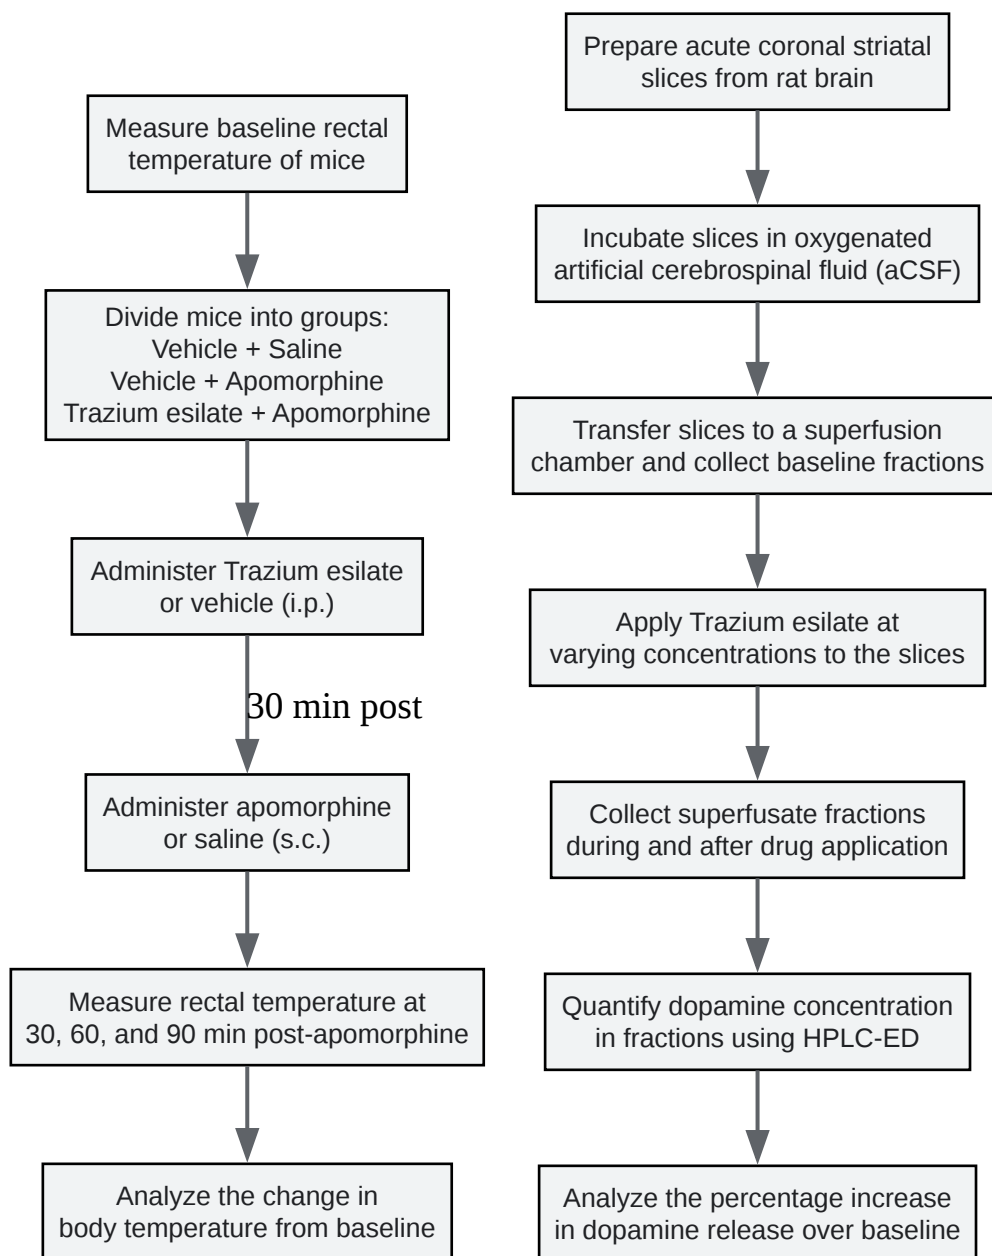 Measure baseline rectal
temperature of mice
Divide mice into groups:
Vehicle + Saline
Vehicle + Apomorphine
Trazium esilate + Apomorphine
Administer Trazium esilate
or vehicle (i.p.)
30 min post
Administer apomorphine
or saline (s.c.)
Measure rectal temperature at
30, 60, and 90 min post-apomorphine
Analyze the change in
body temperature from baseline
Prepare acute coronal striatal
slices from rat brain
Incubate slices in oxygenated
artificial cerebrospinal fluid (aCSF)
Transfer slices to a superfusion
chamber and collect baseline fractions
Apply Trazium esilate at
varying concentrations to the slices
Collect superfusate fractions
during and after drug application
Quantify dopamine concentration
in fractions using HPLC-ED
Analyze the percentage increase
in dopamine release over baseline